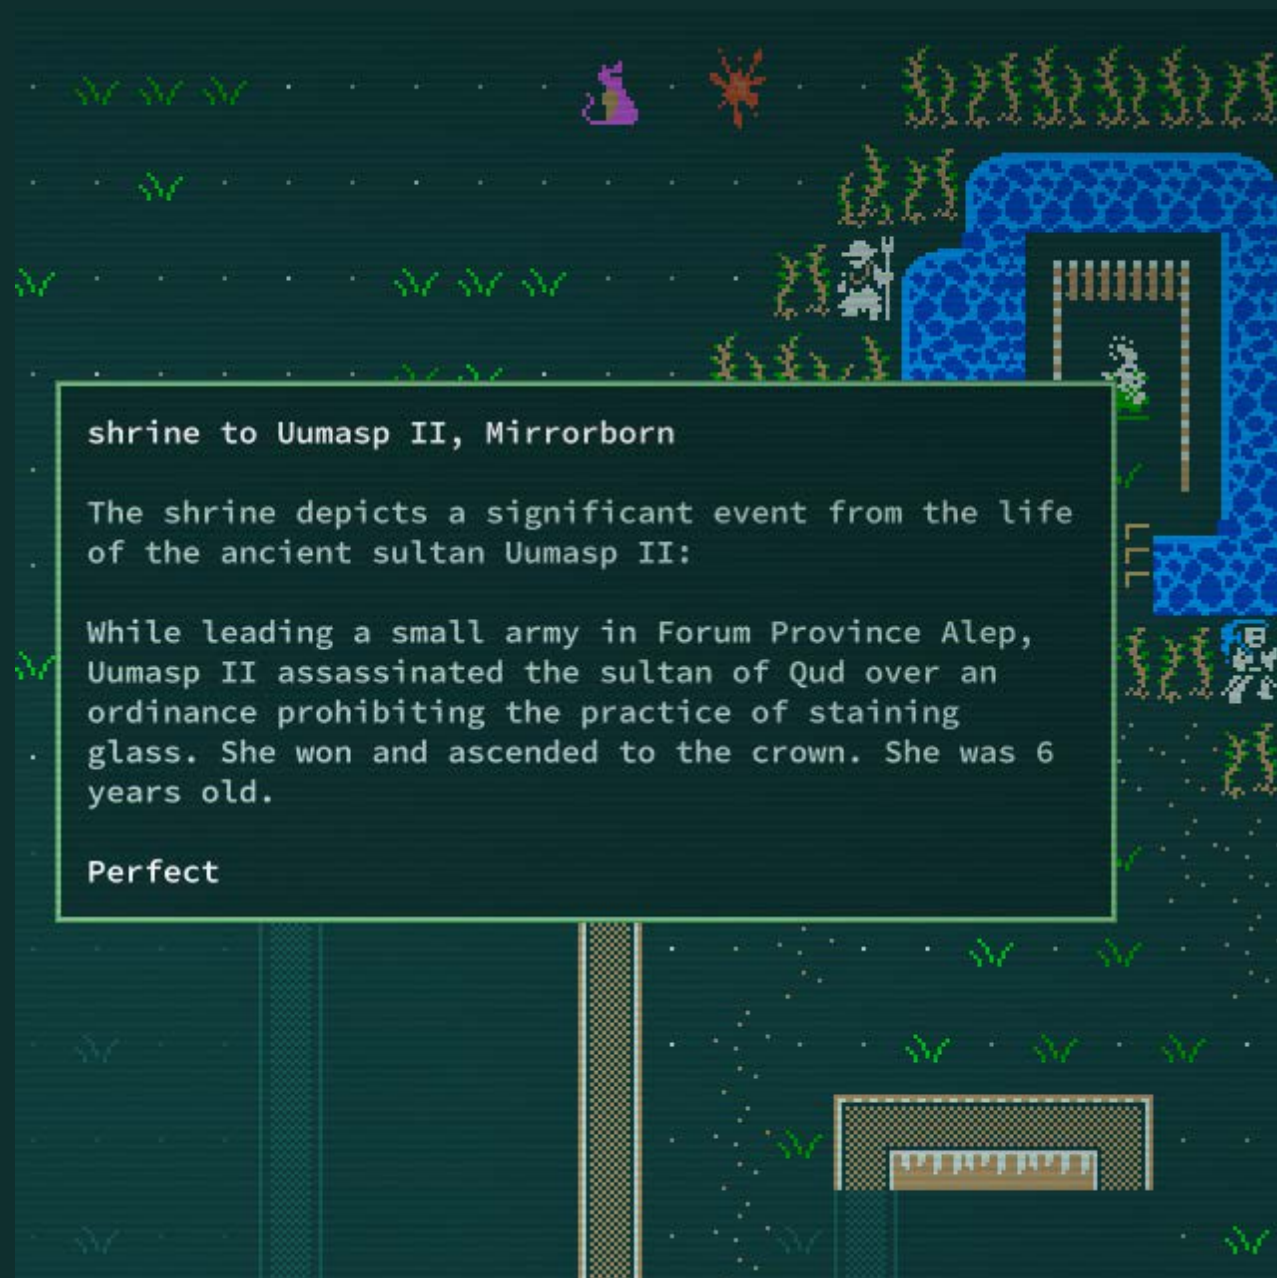 shrine to Uumasp II, Mirrorborn
The shrine depicts a significant event from the life
of the ancient sultan Uumasp II:
While leading a small army in Forum Province Alep,
Uumasp II assassinated the sultan of Qud over an
ordinance prohibiting the practice of staining
glass. She won and ascended to the crown. She was 6
years old.
Perfect